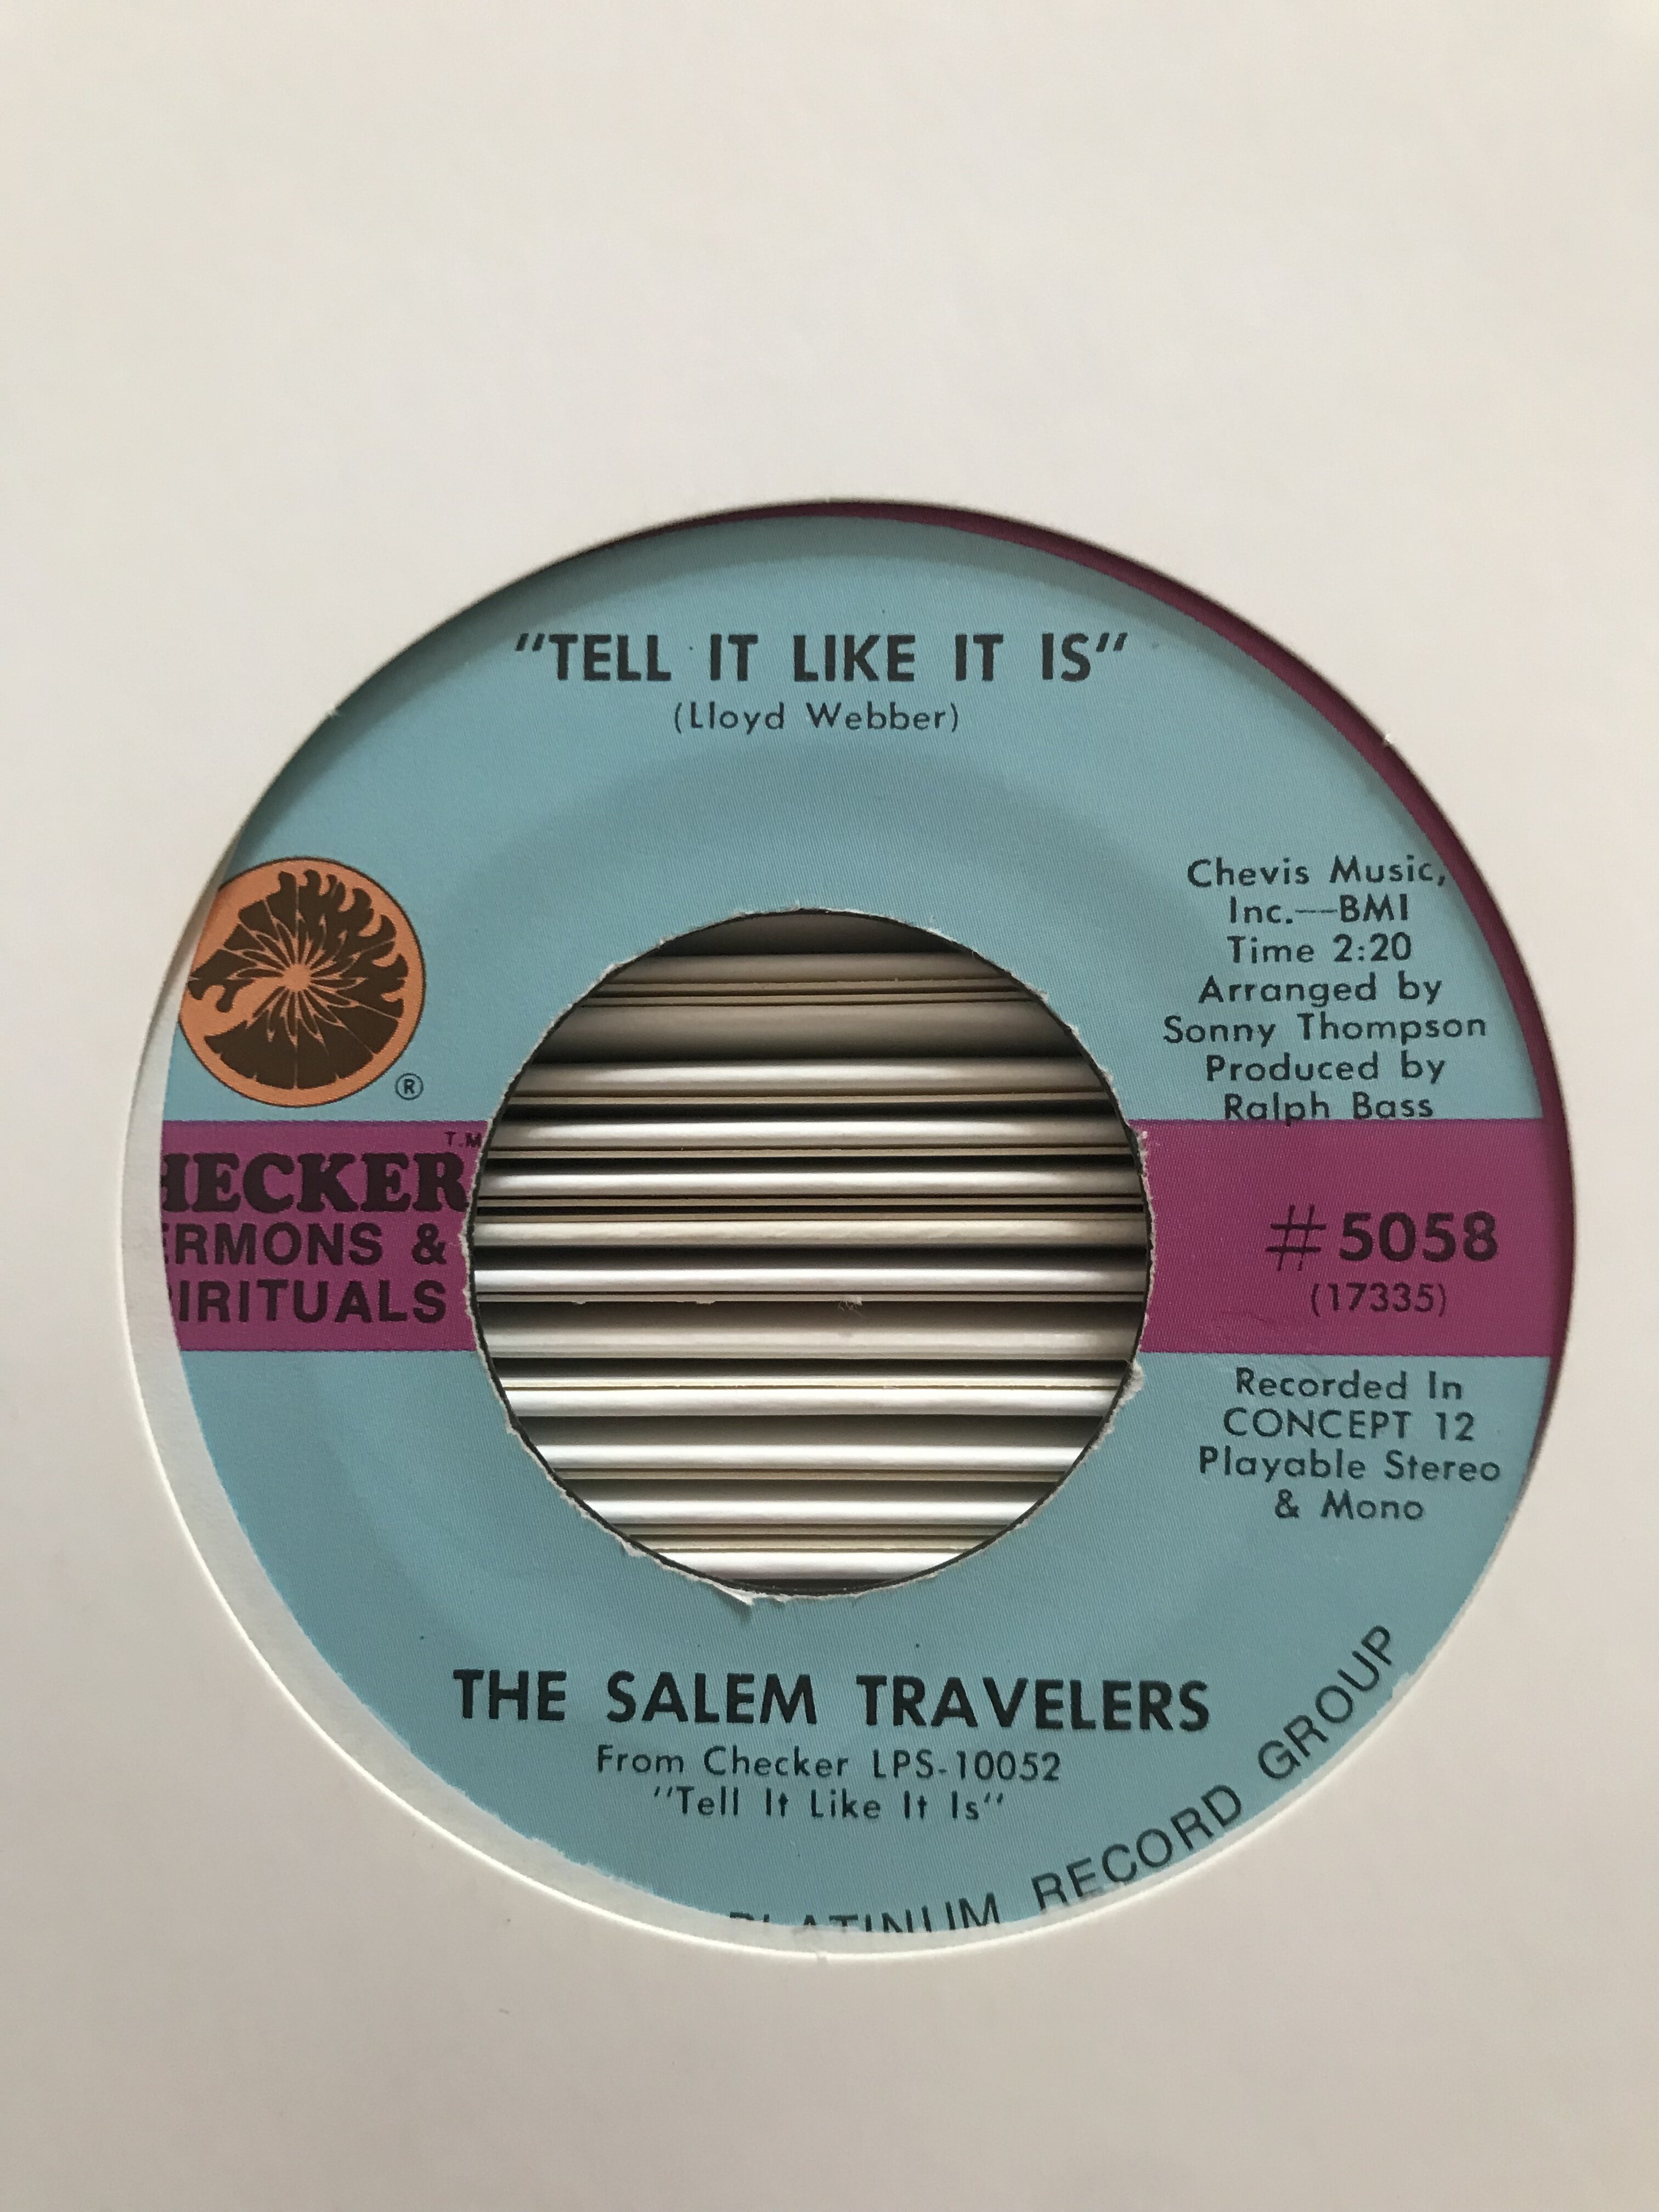 "TELL IT LIKE IT IS"
(Lloyd Webber)
Chevis Music,
Inc.—BMI
Time 2:20
Arranged by
Sonny Thompson
Produced by
Ralph Bass
®
T.M
HECKER
ERMONS &
IRITUALS
#5058
(17335)
Recorded In
CONCEPT 12
Playable Stereo
& Mono
THE SALEM TRAVELERS
From Checker LPS-10052
"Tell It Like It Is"
PLATINUM RECORD GROUP